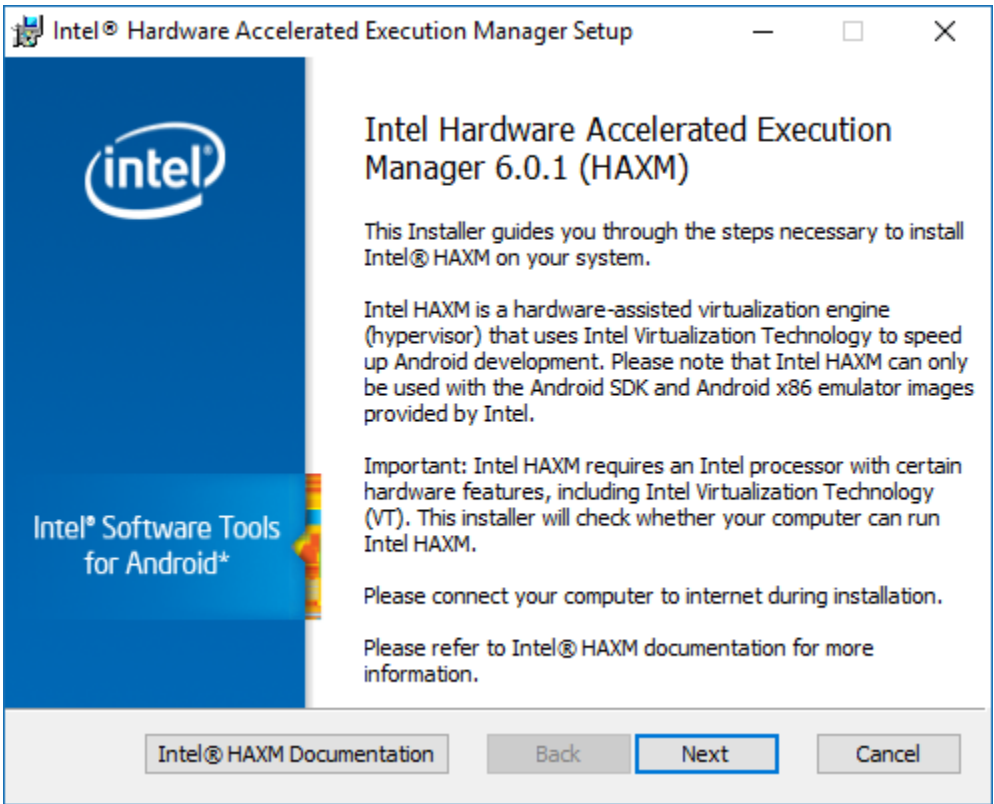 Intel® Hardware Accelerated Execution Manager Setup
intel®
Intel® Software Tools
for Android*
Intel Hardware Accelerated Execution
Manager 6.0.1 (HAXM)
This Installer guides you through the steps necessary to install
Intel® HAXM on your system.
Intel HAXM is a hardware-assisted virtualization engine
(hypervisor) that uses Intel Virtualization Technology to speed
up Android development. Please note that Intel HAXM can only
be used with the Android SDK and Android x86 emulator images
provided by Intel.
Important: Intel HAXM requires an Intel processor with certain
hardware features, including Intel Virtualization Technology
(VT). This installer will check whether your computer can run
Intel HAXM.
Please connect your computer to internet during installation.
Please refer to Intel® HAXM documentation for more
information.
Intel® HAXM Documentation Back Next Cancel